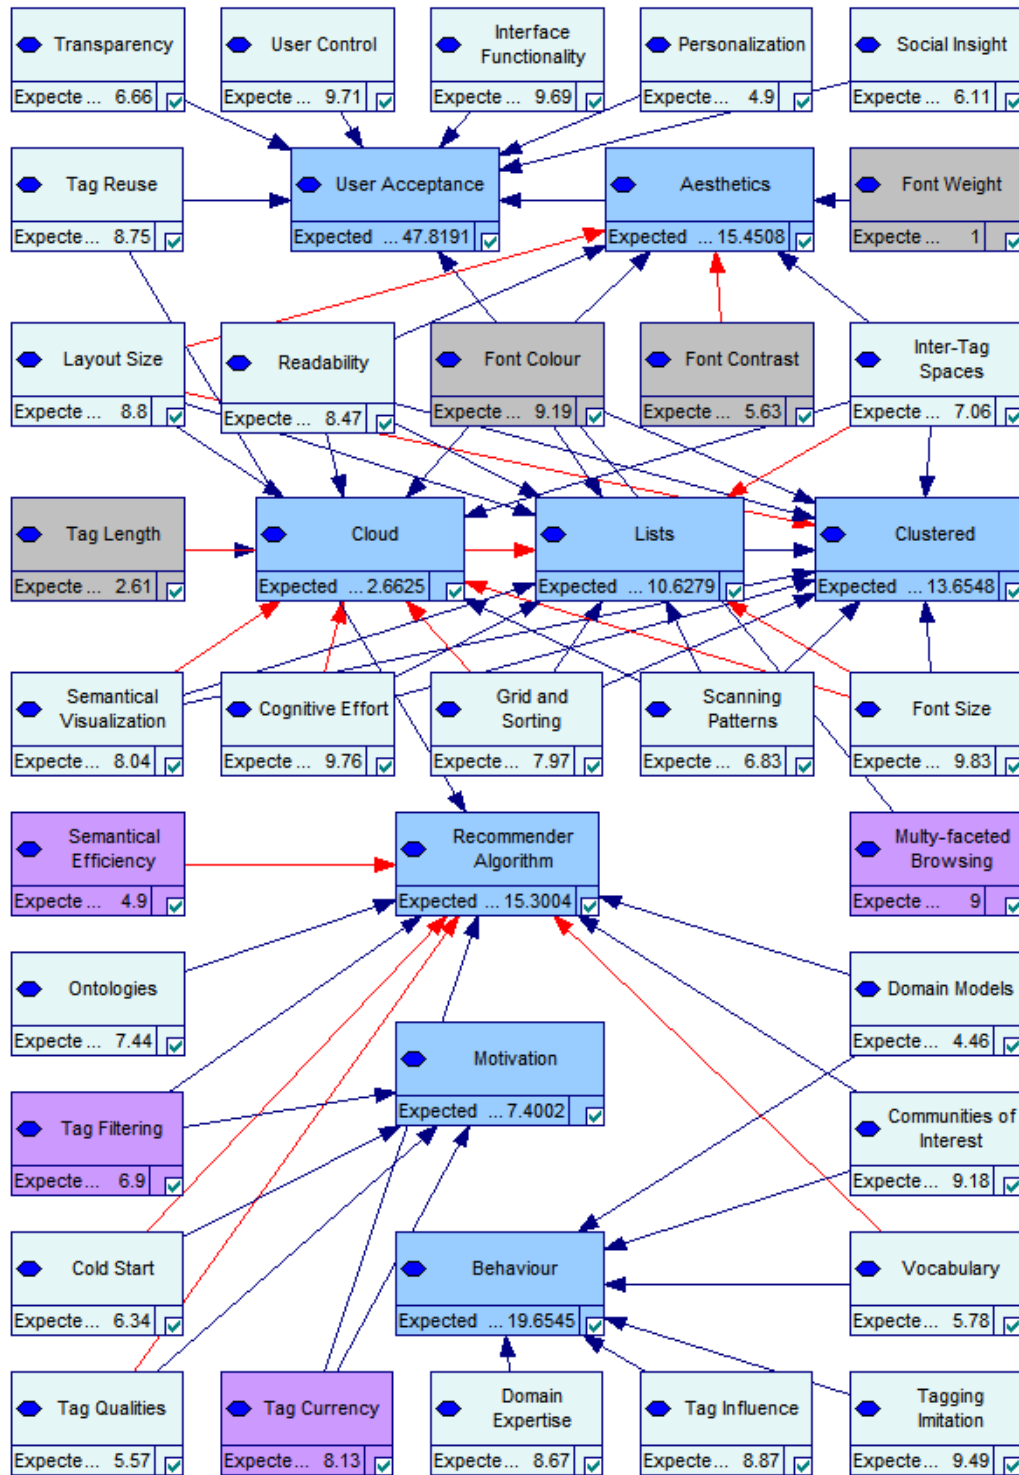 Transparency
Expecte ... 6.66
User Control
Expecte ... 9.71
Interface
Functionality
Expecte ... 9.69
Personalization
Expecte ... 4.9
Social Insight
Expecte ... 6.11
Tag Reuse
Expecte ... 8.75
User Acceptance
Expected ... 47.8191
Aesthetics
Expected ... 15.4508
Font Weight
Expecte ... 1
Layout Size
Expecte ... 8.8
Readability
Expecte ... 8.47
Font Colour
Expecte ... 9.19
Font Contrast
Expecte ... 5.63
Inter-Tag
Spaces
Expecte ... 7.06
Tag Length
Expecte ... 2.61
Cloud
Expected ... 2.6625
Lists
Expected ... 10.6279
Clustered
Expected ... 13.6548
Semantical
Visualization
Expecte ... 8.04
Cognitive Effort
Expecte ... 9.76
Grid and
Sorting
Expecte ... 7.97
Scanning
Patterns
Expecte ... 6.83
Font Size
Expecte ... 9.83
Semantical
Efficiency
Expecte ... 4.9
Recommender
Algorithm
Expected ... 15.3004
Multy-faceted
Browsing
Expecte ... 9
Ontologies
Expecte ... 7.44
Motivation
Expected ... 7.4002
Domain Models
Expecte ... 4.46
Tag Filtering
Expecte ... 6.9
Communities of
Interest
Expecte ... 9.18
Cold Start
Expecte ... 6.34
Behaviour
Expected ... 19.6545
Vocabulary
Expecte ... 5.78
Tag Qualities
Expecte ... 5.57
Tag Currency
Expecte ... 8.13
Domain
Expertise
Expecte ... 8.67
Tag Influence
Expecte ... 8.87
Tagging
Imitation
Expecte ... 9.49